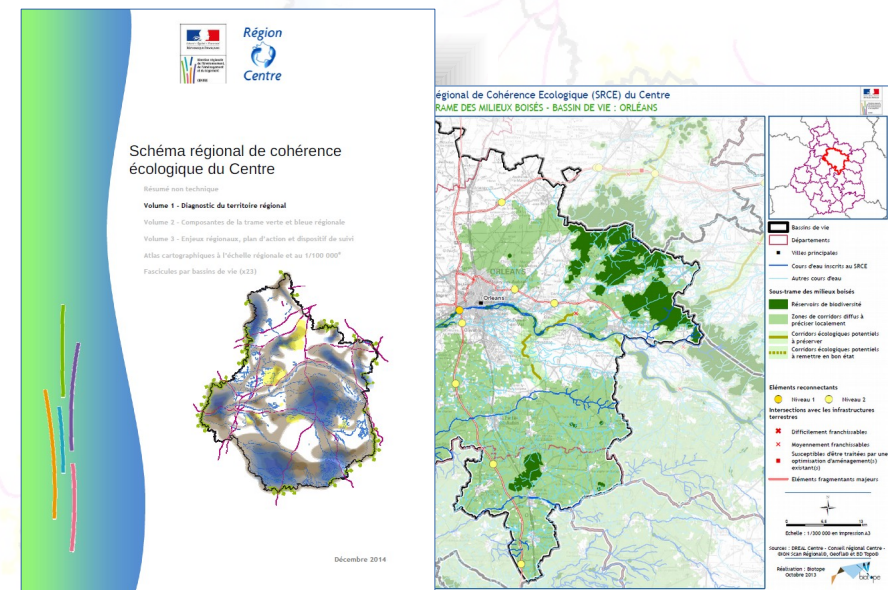 Région
Centre
Schéma régional de cohérence
écologique du Centre
Résumé non technique
Volume 1 - Diagnostic du territoire régional
Volume 2 - Composantes de la trame verte et bleue régionale
Volume 3 - Enjeux régionaux, plan d'action et dispositif de suivi
Atlas cartographiques à l'échelle régionale et au 1/100 000°
Fascicules par bassins de vie (x23)
Décembre 2014
égional de Cohérence Ecologique (SRCE) du Centre
RAME DES MILIEUX BOISÉS - BASSIN DE VIE : ORLÉANS
ORLEANS
Orleans
Bassins de vie
Départements
Villes principales
Cours d'eau inscrits au SRCE
Autres cours d'eau
Sous-trame des milieux boisés
Réservoirs de biodiversité
Zones de corridors diffus à
préciser localement
Corridors écologiques potentiels
à préserver
Corridors écologiques potentiels
à remettre en bon état
Eléments reconnectants
Niveau 1 Niveau 2
Intersections avec les infrastructures
terrestres
Difficilement franchissables
Moyennement franchissables
Susceptibles d'être traitées par une
optimisation d'aménagement(s)
existant(s)
Eléments fragmentants majeurs
Echelle : 1/300 000 en impression A3
Sources : DREAL Centre - Conseil régional Centre -
©IGN Scan Régional®, Geofla® et BD Topo®
Réalisation : Biotope
Octobre 2013
biotope